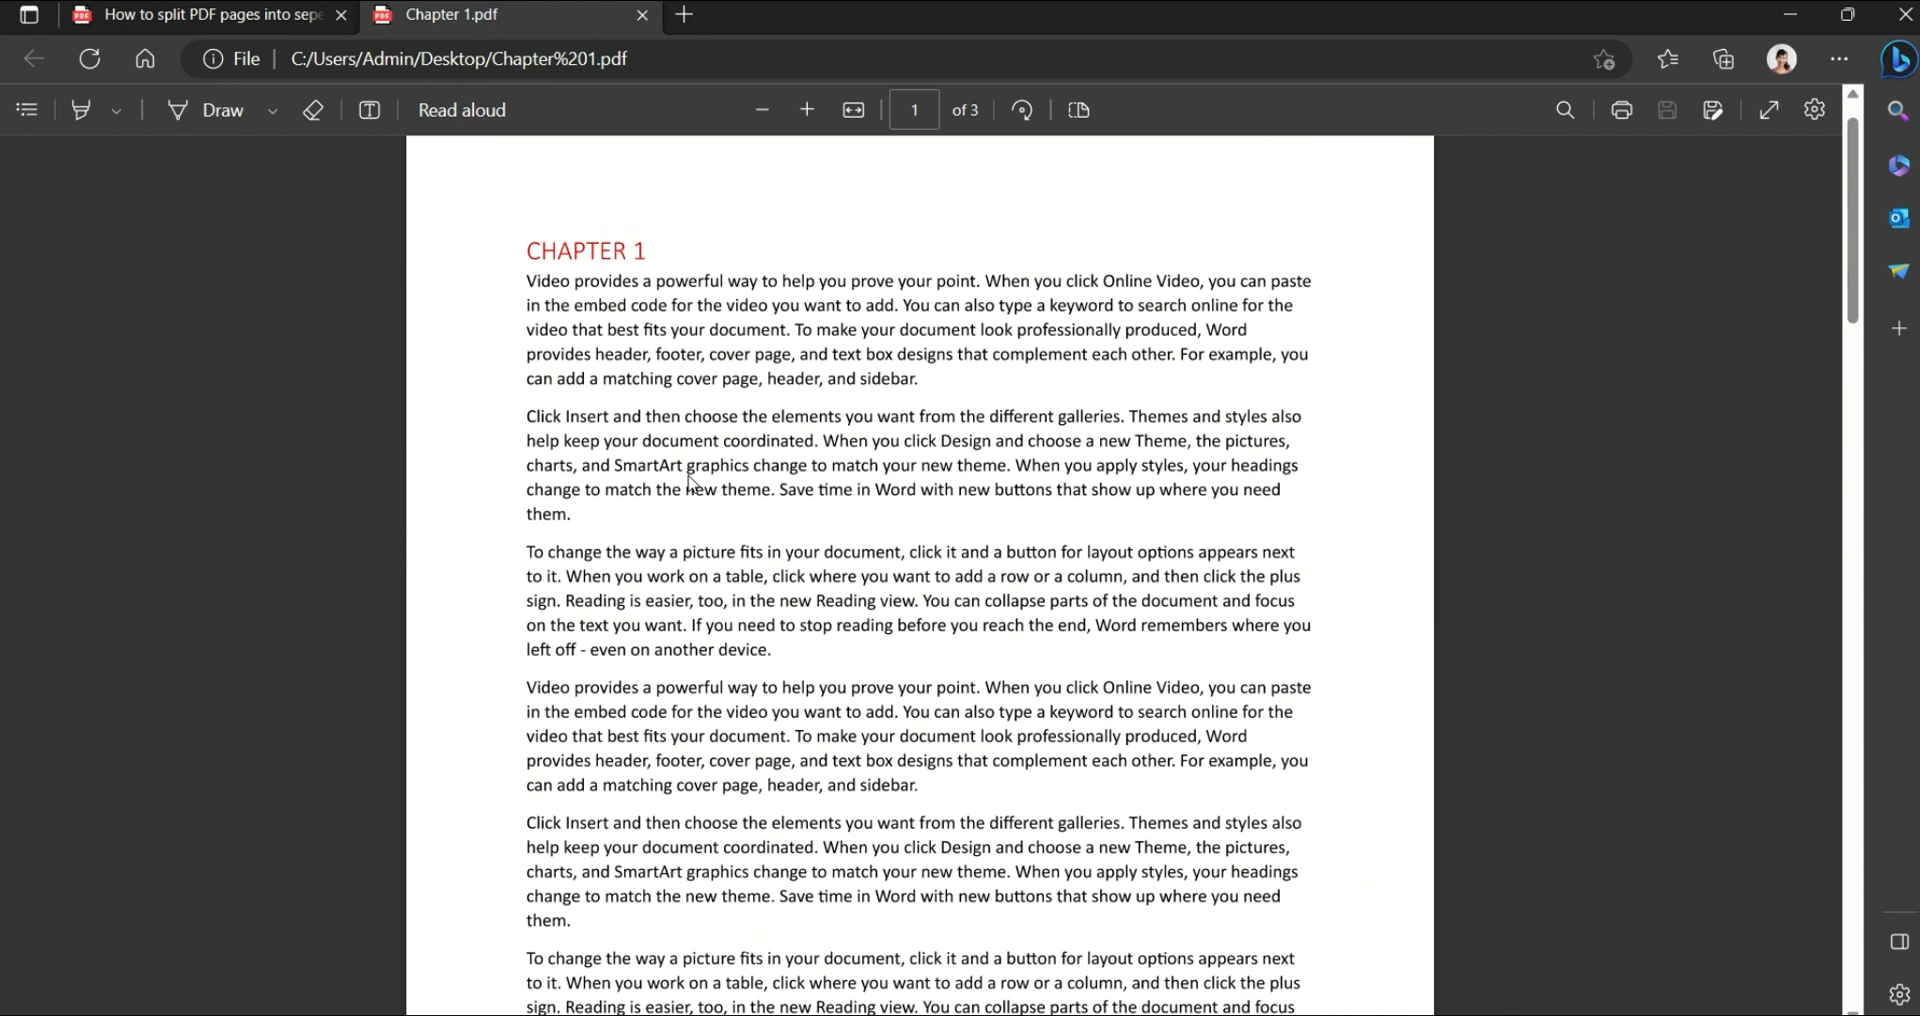 How to split PDF pages into sepe
Chapter 1.pdf
File
C:/Users/Admin/Desktop/Chapter%201.pdf
Draw
Read aloud
1 of 3
CHAPTER 1
Video provides a powerful way to help you prove your point. When you click Online Video, you can paste
in the embed code for the video you want to add. You can also type a keyword to search online for the
video that best fits your document. To make your document look professionally produced, Word
provides header, footer, cover page, and text box designs that complement each other. For example, you
can add a matching cover page, header, and sidebar.
Click Insert and then choose the elements you want from the different galleries. Themes and styles also
help keep your document coordinated. When you click Design and choose a new Theme, the pictures,
charts, and SmartArt graphics change to match your new theme. When you apply styles, your headings
change to match the new theme. Save time in Word with new buttons that show up where you need
them.
To change the way a picture fits in your document, click it and a button for layout options appears next
to it. When you work on a table, click where you want to add a row or a column, and then click the plus
sign. Reading is easier, too, in the new Reading view. You can collapse parts of the document and focus
on the text you want. If you need to stop reading before you reach the end, Word remembers where you
left off - even on another device.
Video provides a powerful way to help you prove your point. When you click Online Video, you can paste
in the embed code for the video you want to add. You can also type a keyword to search online for the
video that best fits your document. To make your document look professionally produced, Word
provides header, footer, cover page, and text box designs that complement each other. For example, you
can add a matching cover page, header, and sidebar.
Click Insert and then choose the elements you want from the different galleries. Themes and styles also
help keep your document coordinated. When you click Design and choose a new Theme, the pictures,
charts, and SmartArt graphics change to match your new theme. When you apply styles, your headings
change to match the new theme. Save time in Word with new buttons that show up where you need
them.
To change the way a picture fits in your document, click it and a button for layout options appears next
to it. When you work on a table, click where you want to add a row or a column, and then click the plus
sign. Reading is easier, too, in the new Reading view. You can collapse parts of the document and focus